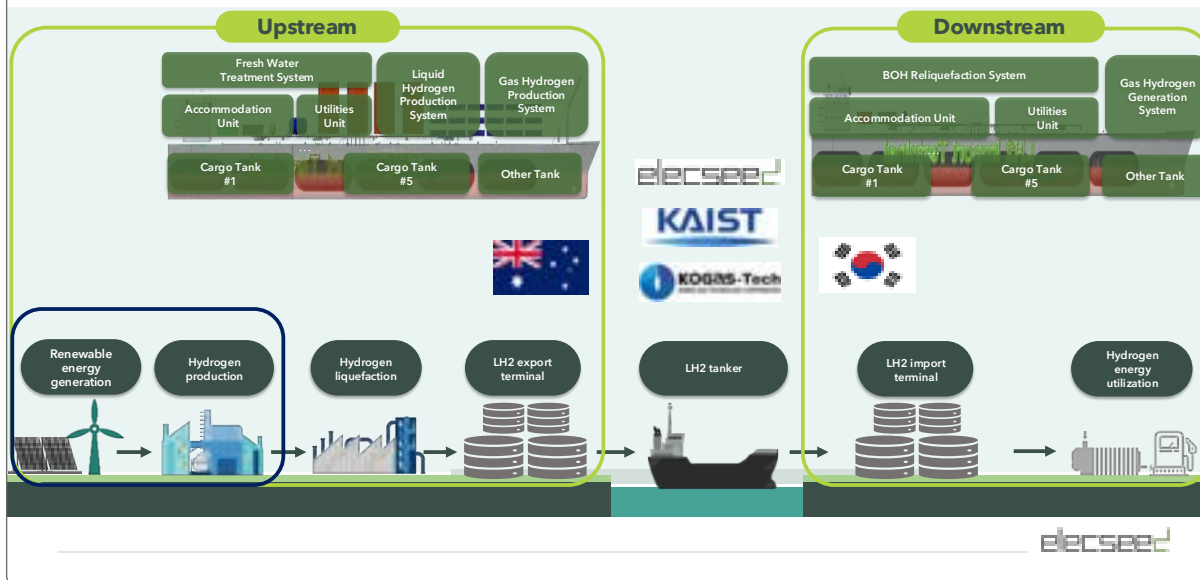 Upstream
Downstream
Fresh Water
Treatment System
Liquid
Hydrogen
Production
System
Gas Hydrogen
Production
System
Accommodation
Unit
Utilities
Unit
...
Cargo Tank
#1
Cargo Tank
#5
Other Tank
BOH Reliquefaction System
Gas Hydrogen
Generation
System
Accommodation Unit
Utilities
Unit
Cargo Tank
#1
Cargo Tank
#5
Other Tank
elecseed
KAIST
KOGAS-Tech
Renewable
energy
generation
Hydrogen
production
Hydrogen
liquefaction
LH2 export
terminal
LH2 tanker
LH2 import
terminal
Hydrogen
energy
utilization
elecseed